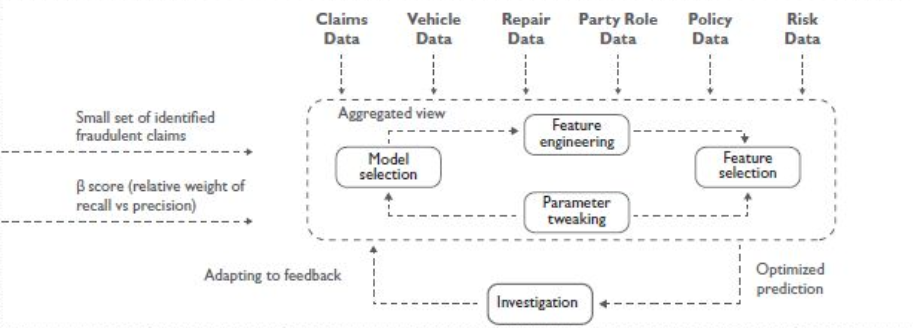 Claims Data
Vehicle Data
Repair Data
Party Role Data
Policy Data
Risk Data
Small set of identified
fraudulent claims
β score (relative weight of
recall vs precision)
Aggregated view
Model
selection
Feature
engineering
Feature
selection
Parameter
tweaking
Adapting to feedback
Investigation
Optimized
prediction